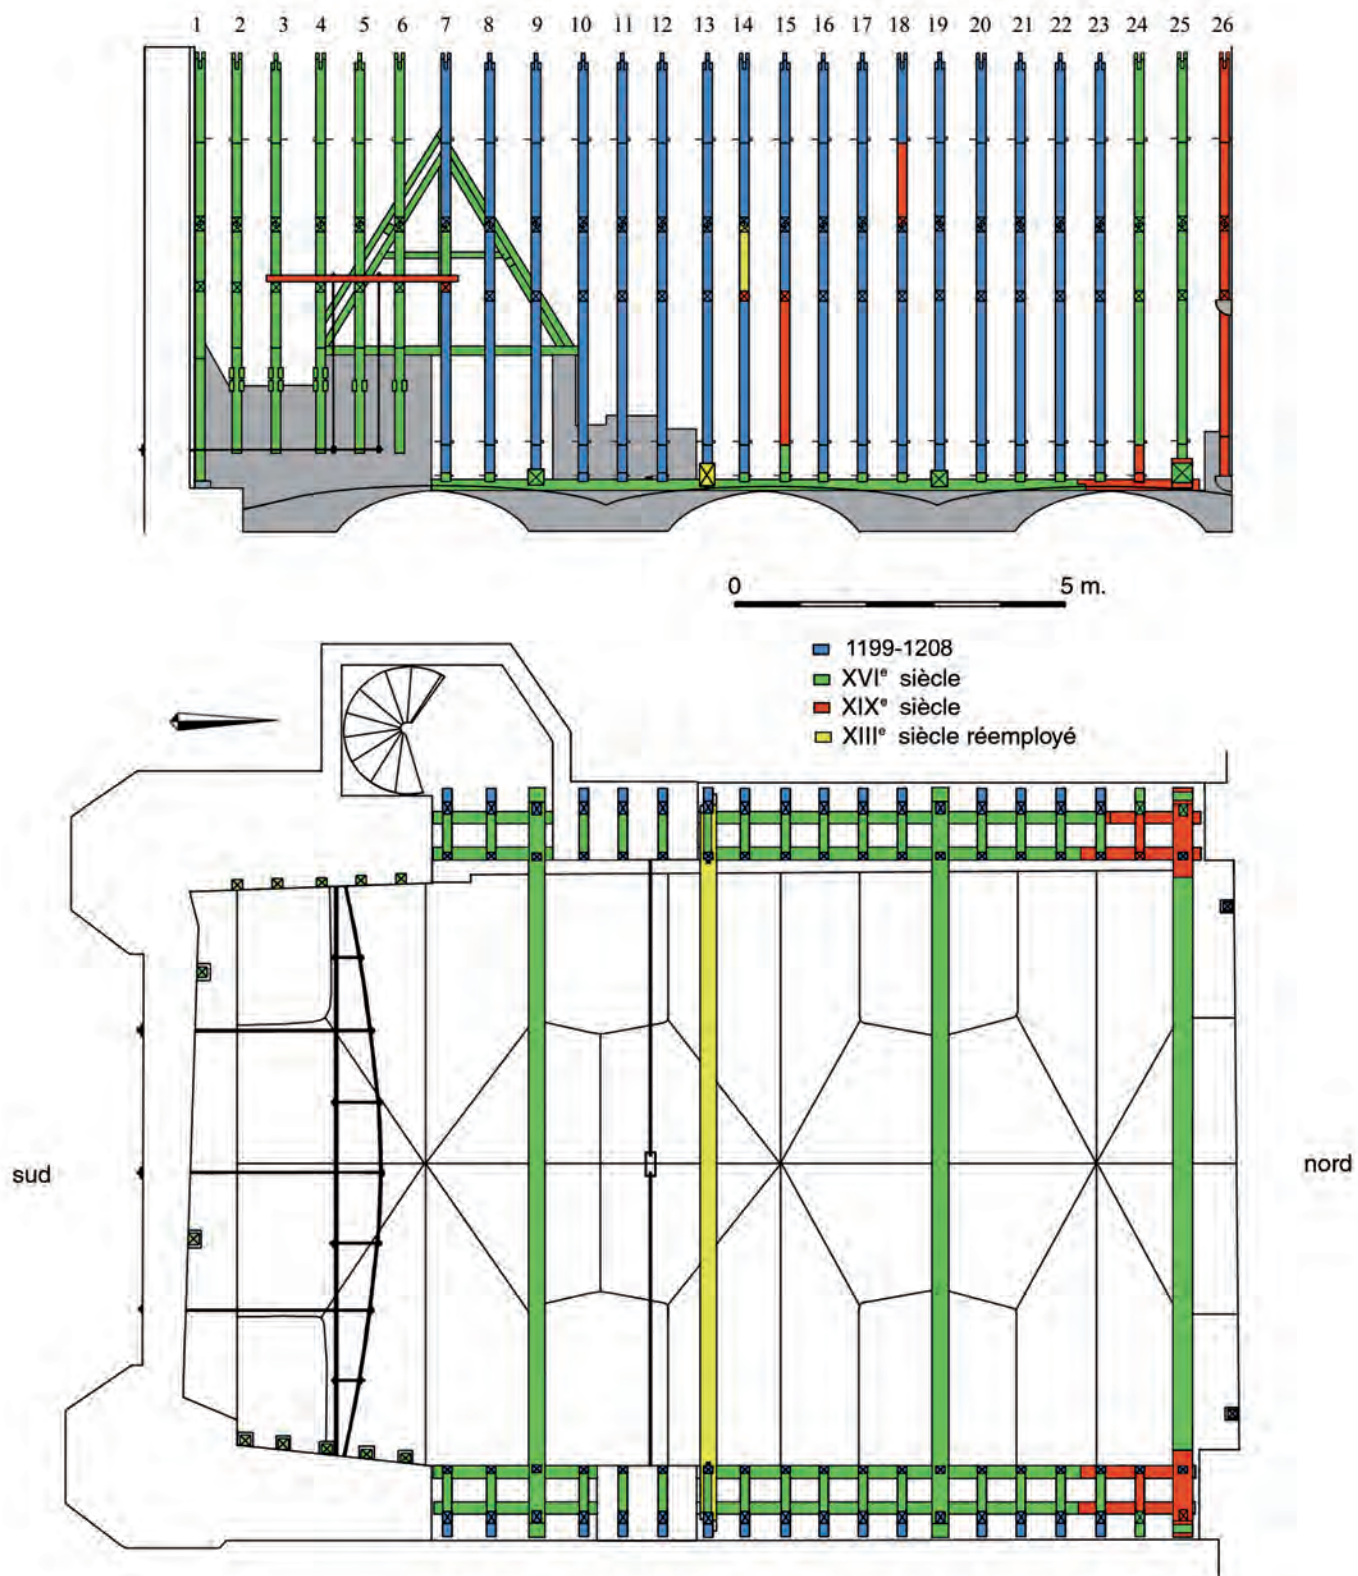 1 2 3 4 5 6 7 8 9 10 11 12 13 14 15 16 17 18 19 20 21 22 23 24 25 26
0 5 m.
1199-1208
XVIe siècle
XIXe siècle
XIIIe siècle réemployé
sud
nord